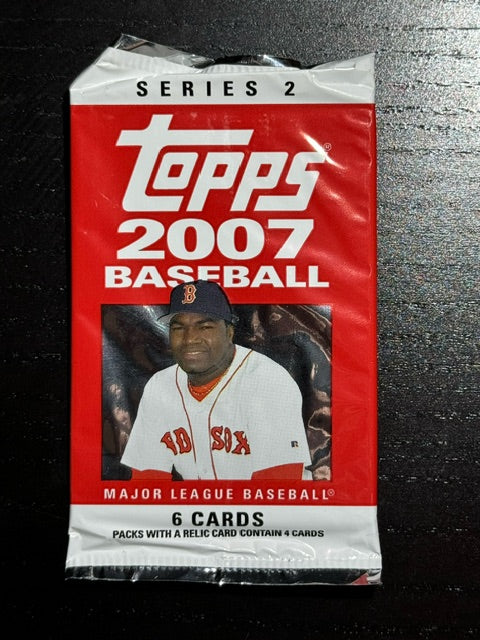 SERIES 2
Topps®
2007
BASEBALL
B
RED SOX
MAJOR LEAGUE BASEBALL®
6 CARDS
PACKS WITH A RELIC CARD CONTAIN 4 CARDS